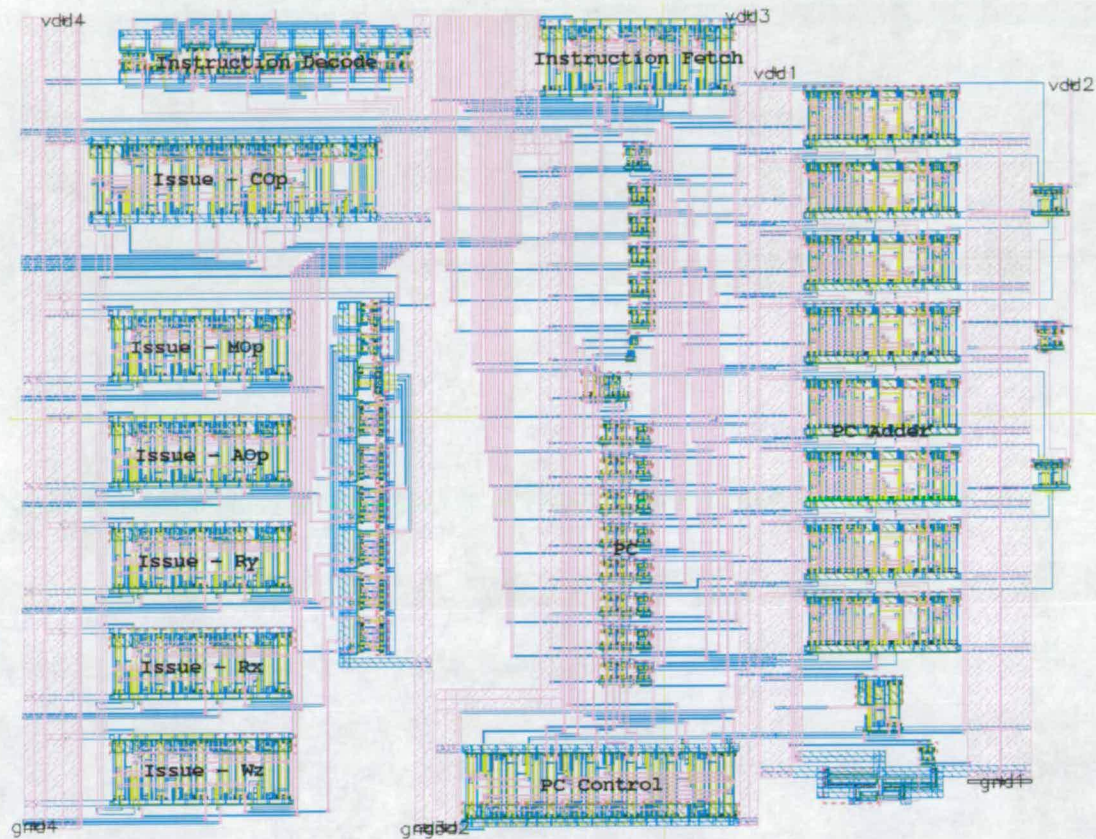 vdd4
vdd3
Instruction Decode
Instruction Fetch
vdd1
vdd2
Issue - COp
Issue - MOp
PC Adder
Issue - AOp
PC
Issue - Ry
Issue - Rx
Issue - Wz
PC Control
gnd1
gnd4